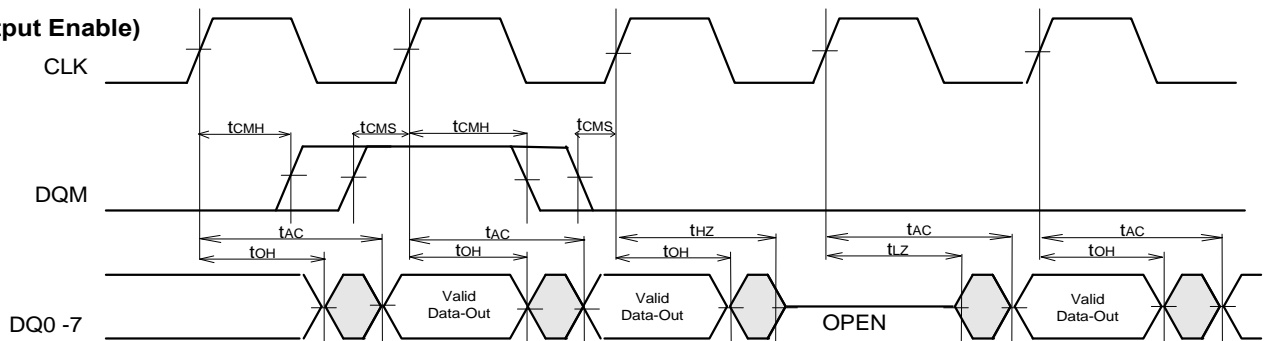 tput Enable)
CLK
tCMH tCMS tCMH tCMS
DQM
tAC tAC tHZ tAC tAC
tOH tOH tOH tLZ tOH
Valid Data-Out Valid Data-Out Valid Data-Out
DQ0 -7 OPEN